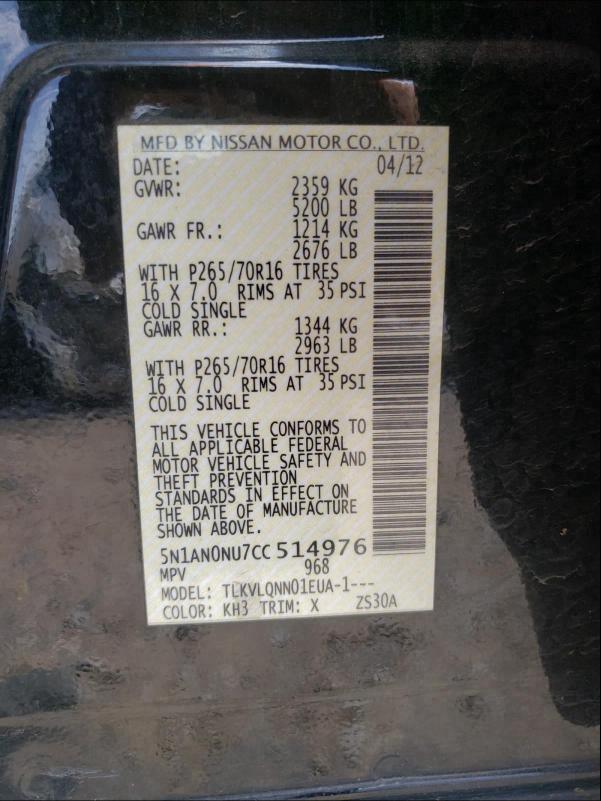 MFD BY NISSAN MOTOR CO., LTD.
DATE: 04/12
GVWR: 2359 KG
5200 LB
GAWR FR.: 1214 KG
2676 LB
WITH P265/70R16 TIRES
16 X 7.0 RIMS AT 35 PSI
COLD SINGLE
GAWR RR.: 1344 KG
2963 LB
WITH P265/70R16 TIRES
16 X 7.0 RIMS AT 35 PSI
COLD SINGLE
THIS VEHICLE CONFORMS TO
ALL APPLICABLE FEDERAL
MOTOR VEHICLE SAFETY AND
THEFT PREVENTION
STANDARDS IN EFFECT ON
THE DATE OF MANUFACTURE
SHOWN ABOVE.
5N1AN0NU7CC 514976
MPV 968
MODEL: TLKVLQNN01EUA-1---
COLOR: KH3 TRIM: X ZS30A